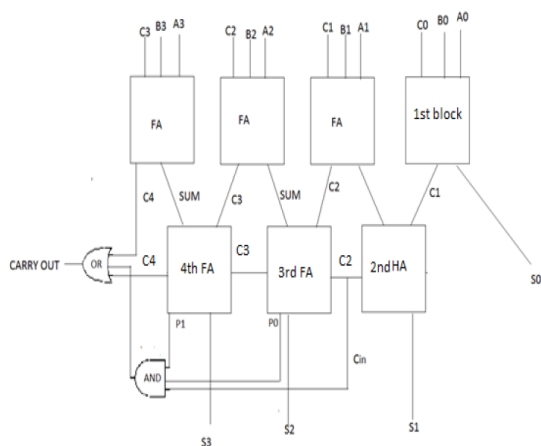 C3 B3 A3 C2 B2 A2 C1 B1 A1 C0 B0 A0
FA FA FA 1st block
C4 SUM C3 SUM C2 C1
S0
CARRY OUT OR C4 4th FA C3 3rd FA C2 2nd HA
P1 P0
Cin
AND
S3 S2 S1